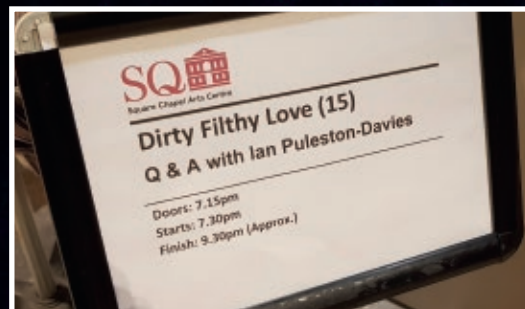 SQ
Square Chapel Arts Centre
Dirty Filthy Love (15)
Q & A with Ian Puleston-Davies
Doors: 7.15pm
Starts: 7.30pm
Finish: 9.30pm (Approx.)